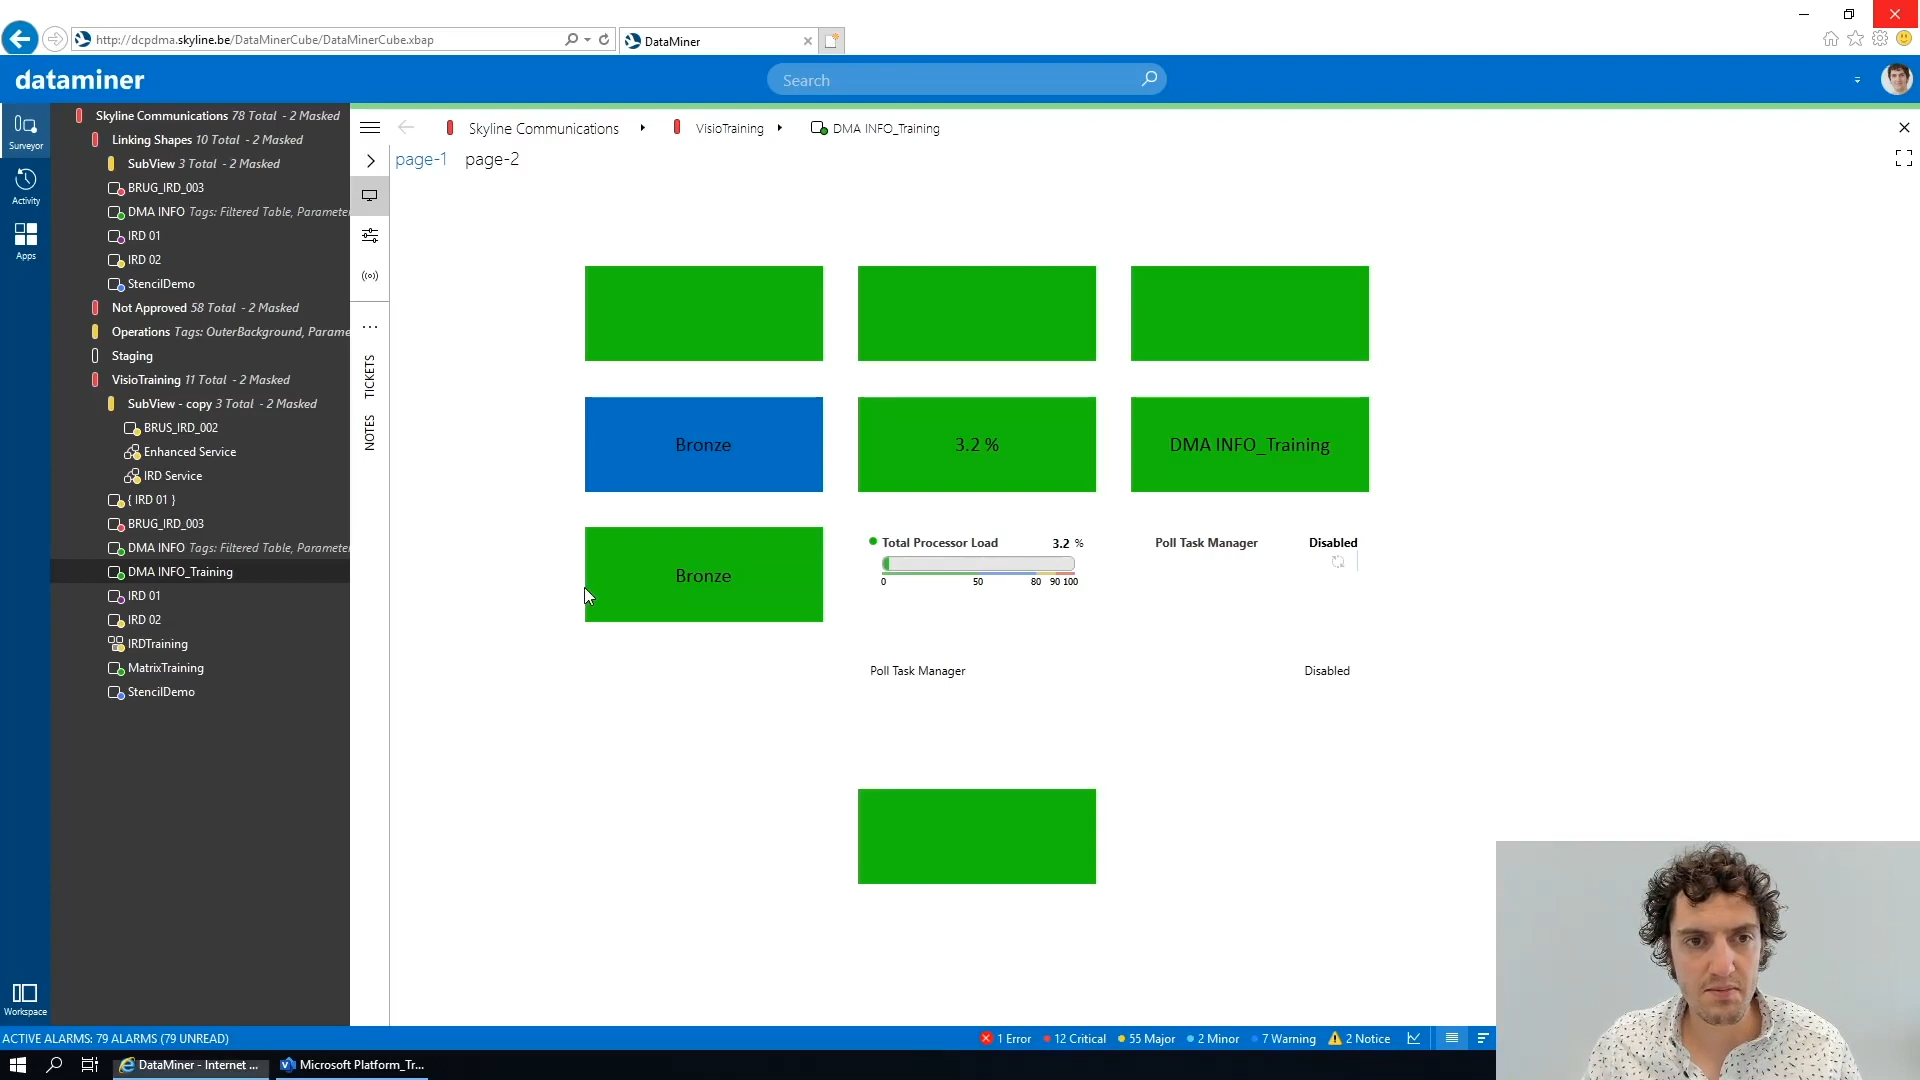 http://dcpdma.skyline.be/DataMinerCube/DataMinerCube.xbap
DataMiner
dataminer
Search
Surveyor
Activity
Apps
Workspace
Skyline Communications 78 Total - 2 Masked
Linking Shapes 10 Total - 2 Masked
SubView 3 Total - 2 Masked
BRUG_IRD_003
DMA INFO Tags: Filtered Table, Parameter
IRD 01
IRD 02
StencilDemo
Not Approved 58 Total - 2 Masked
Operations Tags: OuterBackground, Parame
Staging
VisioTraining 11 Total - 2 Masked
SubView - copy 3 Total - 2 Masked
BRUS_IRD_002
Enhanced Service
IRD Service
{ IRD 01 }
BRUG_IRD_003
DMA INFO Tags: Filtered Table, Parameter
DMA INFO_Training
IRD 01
IRD 02
IRDTraining
MatrixTraining
StencilDemo
Skyline Communications
VisioTraining
DMA INFO_Training
page-1 page-2
TICKETS
NOTES
Bronze
3.2 %
DMA INFO_Training
Bronze
Total Processor Load 3.2 %
0 50 80 90 100
Poll Task Manager Disabled
Poll Task Manager Disabled
ACTIVE ALARMS: 79 ALARMS (79 UNREAD)
1 Error 12 Critical 55 Major 2 Minor 7 Warning 2 Notice
DataMiner - Internet ...
Microsoft Platform_Tr...